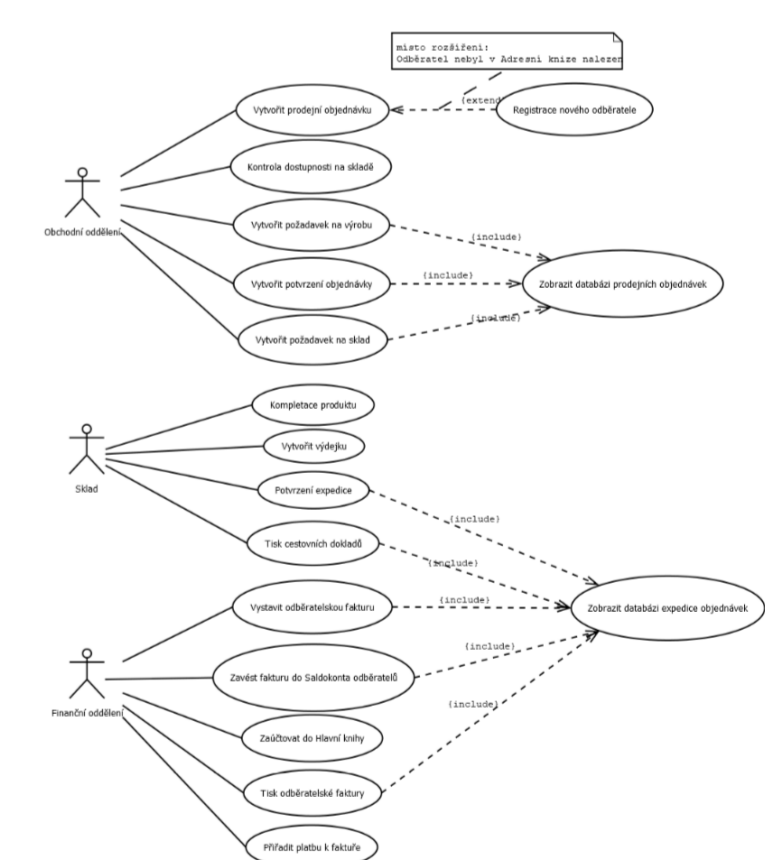 místo rozšíření:
Odběratel nebyl v Adresní knize nalezen
Vytvořit prodejní objednávku
{extend}
Registrace nového odběratele
Kontrola dostupnosti na skladě
Obchodní oddělení
Vytvořit požadavek na výrobu
{include}
Vytvořit potvrzení objednávky
{include}
Zobrazit databázi prodejních objednávek
{include}
Vytvořit požadavek na sklad
Kompletace produktu
Vytvořit výdejku
Sklad
Potvrzení expedice
{include}
Tisk cestovních dokladů
{include}
Vystavit odběratelskou fakturu
{include}
Zobrazit databázi expedice objednávek
{include}
Zavést fakturu do Saldokonta odběratelů
{include}
Finanční oddělení
Zaúčtovat do Hlavní knihy
Tisk odběratelské faktury
Přiřadit platbu k faktuře